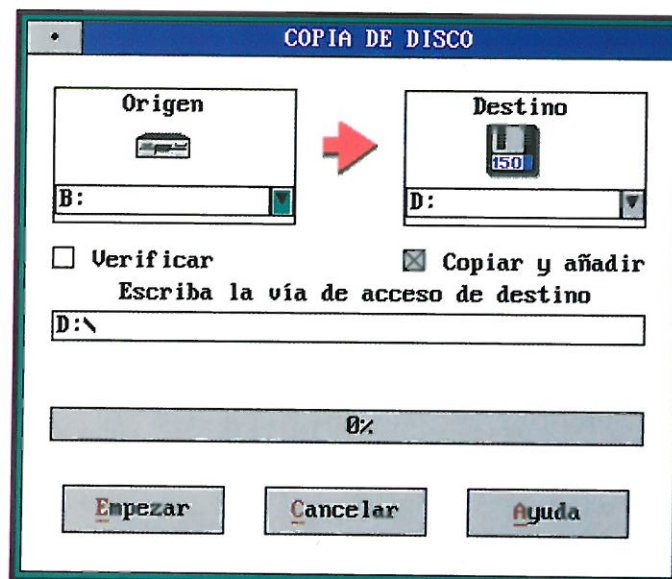 COPIA DE DISCO
Origen
Destino
150
B:
D:
Verificar
Copiar y añadir
Escriba la vía de acceso de destino
D:\
0%
Empezar
Cancelar
Ayuda